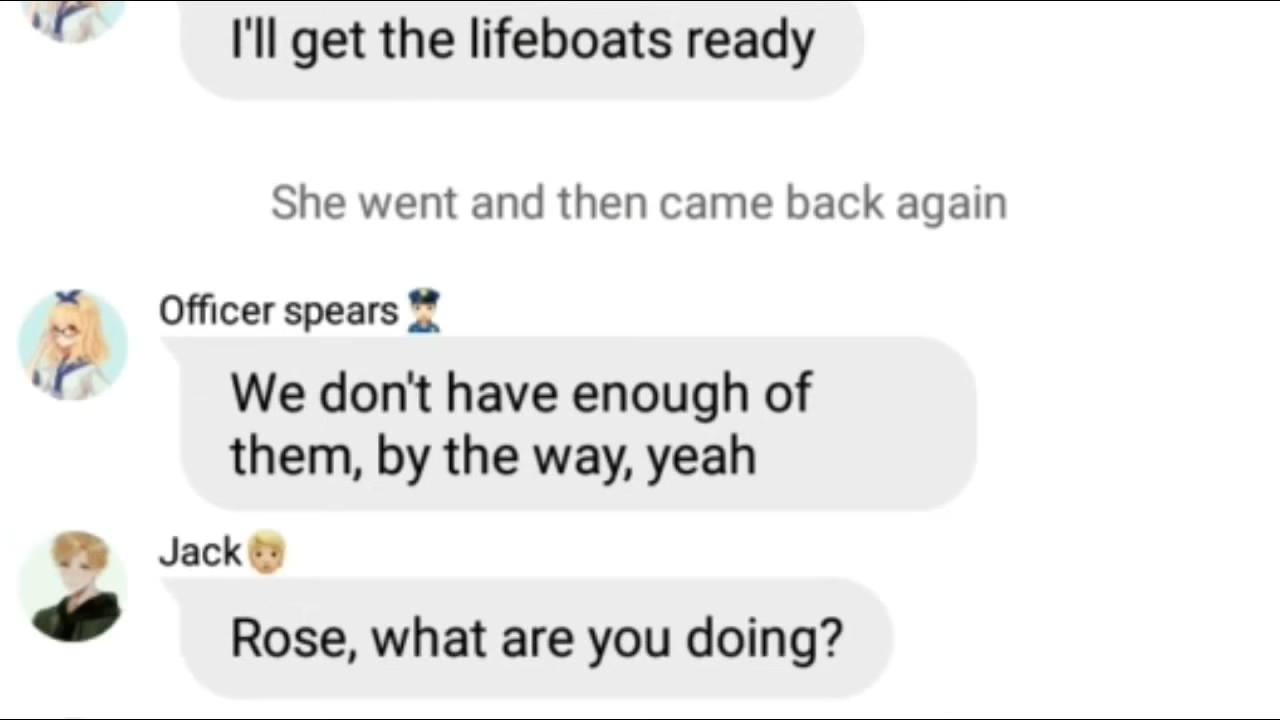 I'll get the lifeboats ready
She went and then came back again
Officer spears👮🏻‍♂️
We don't have enough of
them, by the way, yeah
Jack👱🏼
Rose, what are you doing?